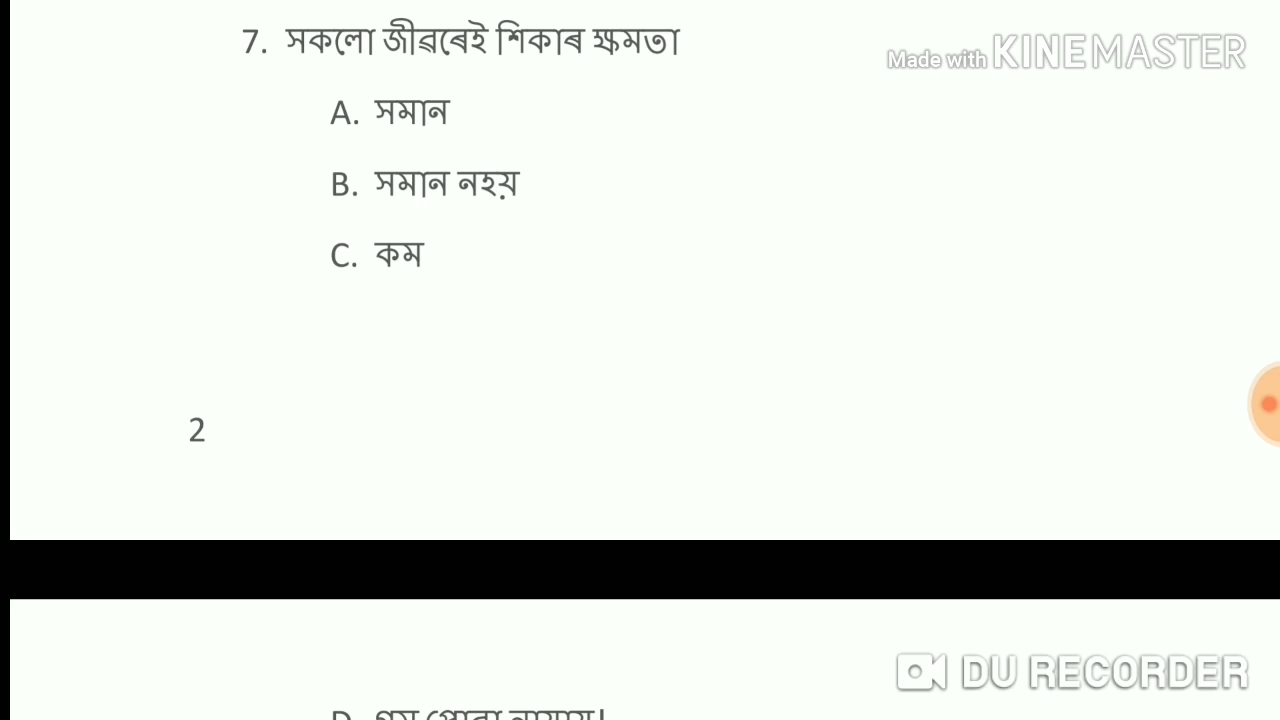 7. সকলো জীৱৰেই শিকাৰ ক্ষমতা
Made with KINEMASTER
A. সমান
B. সমান নহয়
C. কম
2
DU RECORDER